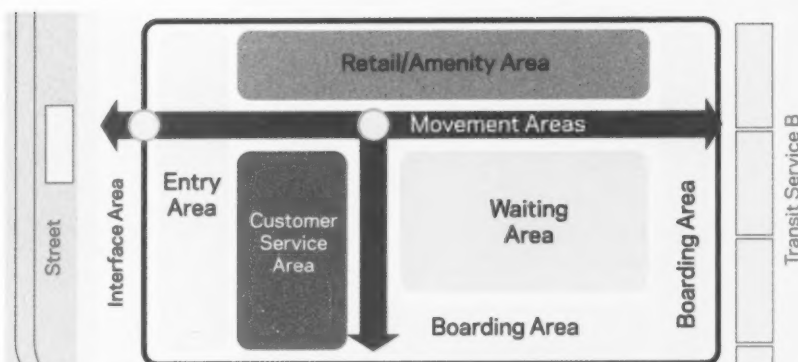 Retail/Amenity Area
Movement Areas
Street
Interface Area
Entry
Area
Customer
Service
Area
Waiting
Area
Boarding Area
Boarding Area
Transit Service B